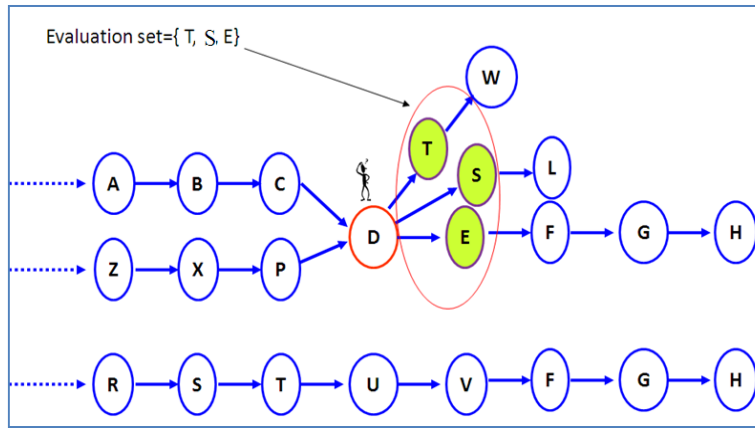 Evaluation set={ T, S, E}
W
T
A B C S L
D E F G H
Z X P
R S T U V F G H